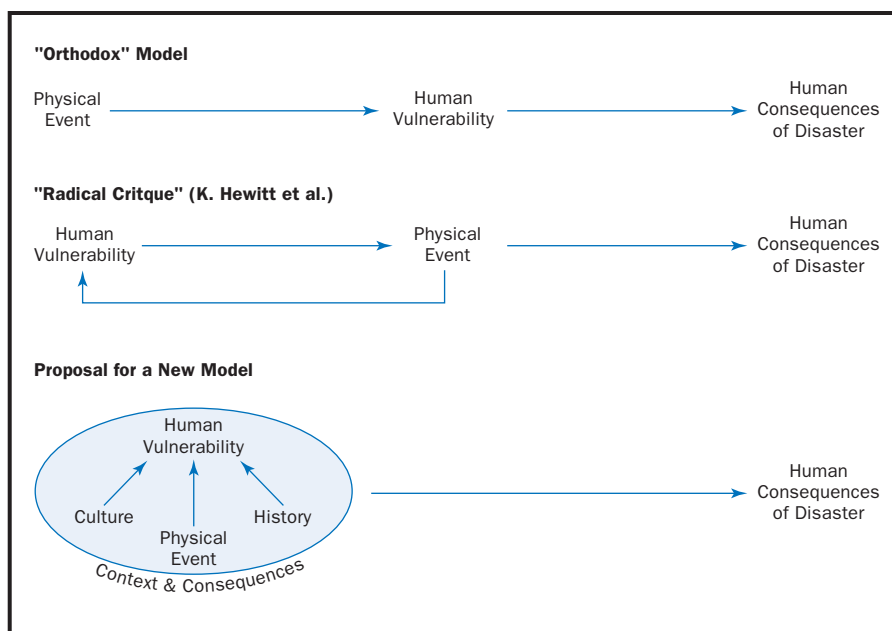 "Orthodox" Model
Physical
Event
Human
Vulnerability
Human
Consequences
of Disaster
"Radical Critque" (K. Hewitt et al.)
Human
Vulnerability
Physical
Event
Human
Consequences
of Disaster
Proposal for a New Model
Human
Vulnerability
Culture
Physical
Event
History
Context & Consequences
Human
Consequences
of Disaster